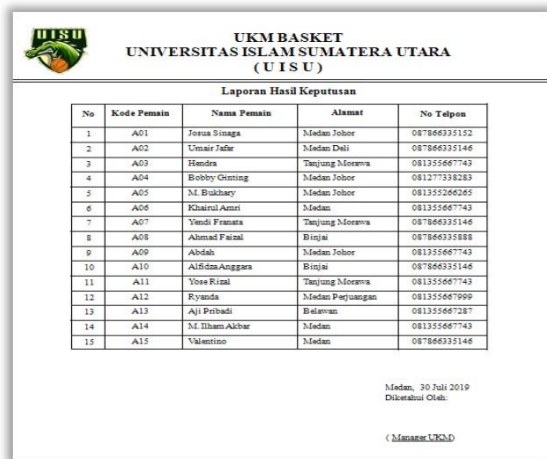 UISU
UKM BASKET
UNIVERSITAS ISLAM SUMATERA UTARA
( U I S U )
Laporan Hasil Keputusan
No Kode Pemain Nama Pemain Alamat No Telpon
1 A01 Josua Sinaga Medan Johor 087866335152
2 A02 Umair Jafar Medan Deli 087866335146
3 A03 Hendra Tanjung Morawa 081355667743
4 A04 Bobby Ginting Medan Johor 081277338283
5 A05 M. Bukhary Medan Johor 081355266265
6 A06 Khairul Amri Medan 081355667743
7 A07 Yendi Franata Tanjung Morawa 087866335146
8 A08 Ahmad Faizal Binjai 087866335888
9 A09 Abdah Medan Johor 081355667743
10 A10 Alfidza Anggara Binjai 087866335146
11 A11 Yose Rizal Tanjung Morawa 081355667743
12 A12 Ryanda Medan Perjuangan 081355667999
13 A13 Aji Pribadi Belawan 081355667287
14 A14 M. Ilham Akbar Medan 081355667743
15 A15 Valentino Medan 087866335146
Medan, 30 Juli 2019
Diketahui Oleh:
( Manager UKM)